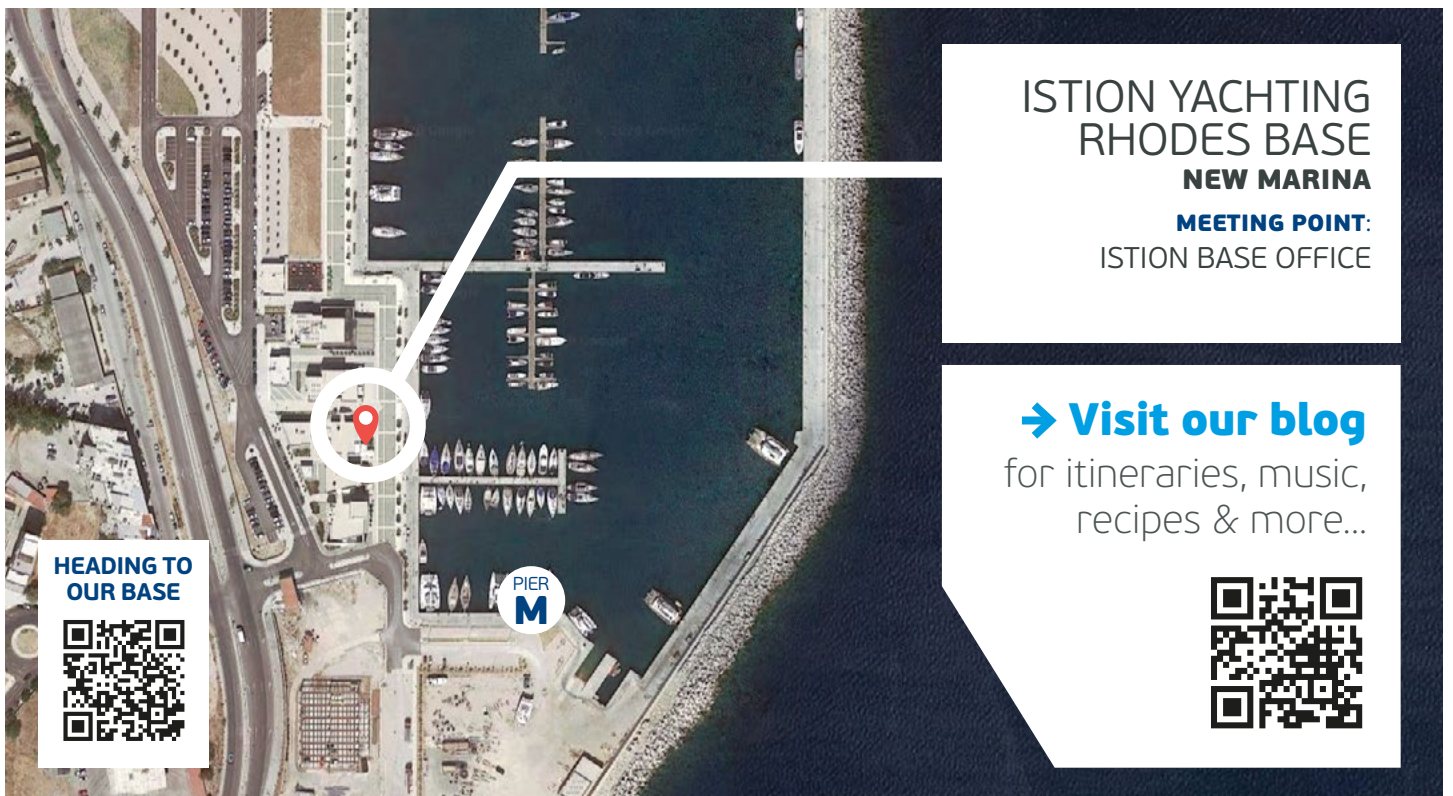 ISTION YACHTING
RHODES BASE
NEW MARINA
MEETING POINT:
ISTION BASE OFFICE
→ Visit our blog
for itineraries, music,
recipes & more...
HEADING TO
OUR BASE
PIER
M